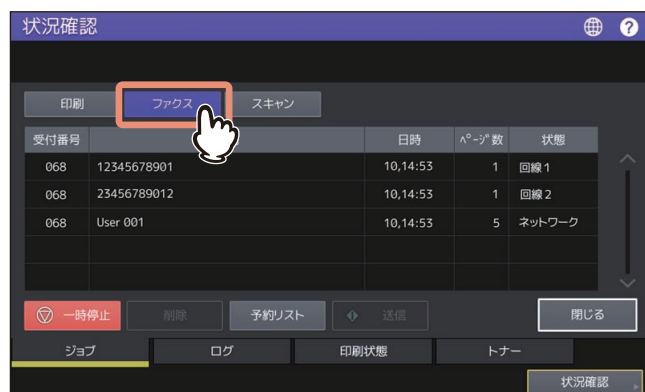 状況確認 ?
印刷 ファクス スキャン
受付番号 日時 ページ数 状態
068 12345678901 10,14:53 1 回線1
068 23456789012 10,14:53 1 回線2
068 User 001 10,14:53 5 ネットワーク
一時停止 削除 予約リスト 送信 閉じる
ジョブ ログ 印刷状態 トナー
状況確認